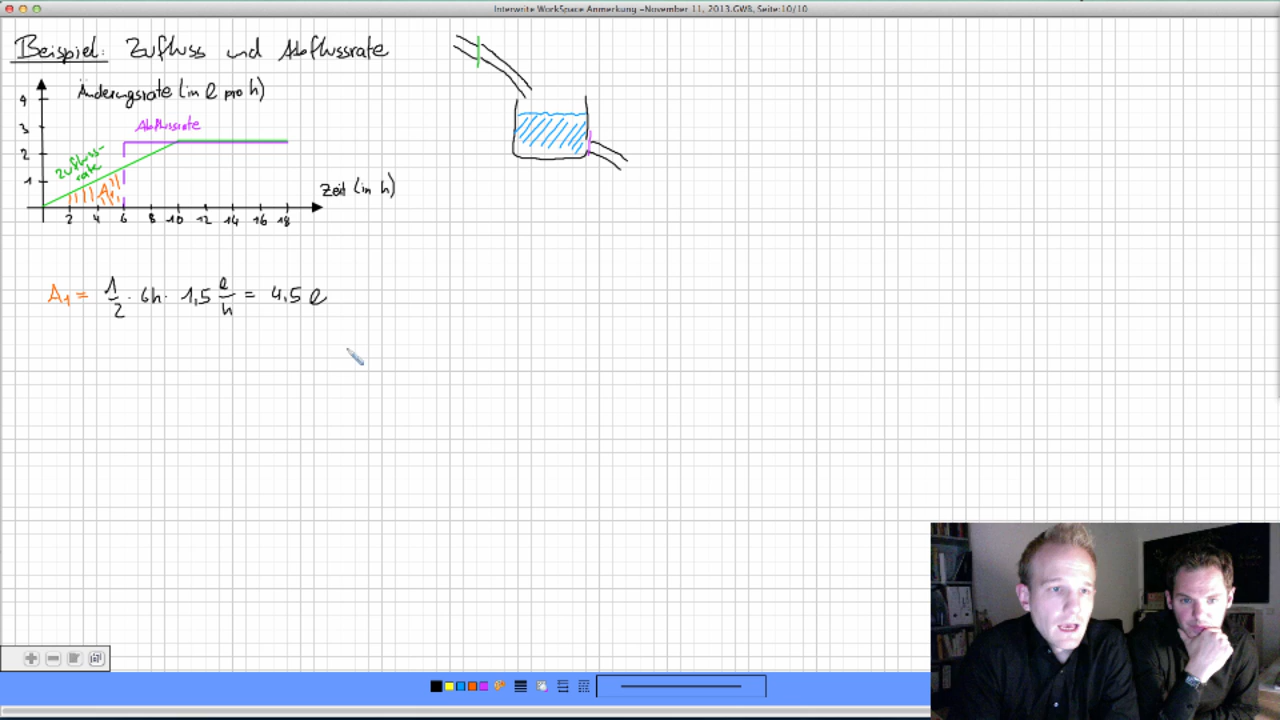 Interwrite WorkSpace Anmerkung –November 11, 2013.GWB, Seite:10/10
Beispiel: Zufluss und Abflussrate
Änderungsrate (in l pro h)
4
3
2
1
Abflussrate
Zufluss-
rate
A1
Zeit (in h)
2 4 6 8 10 12 14 16 18
A1 = 1/2 · 6h · 1,5 l/h = 4,5 l